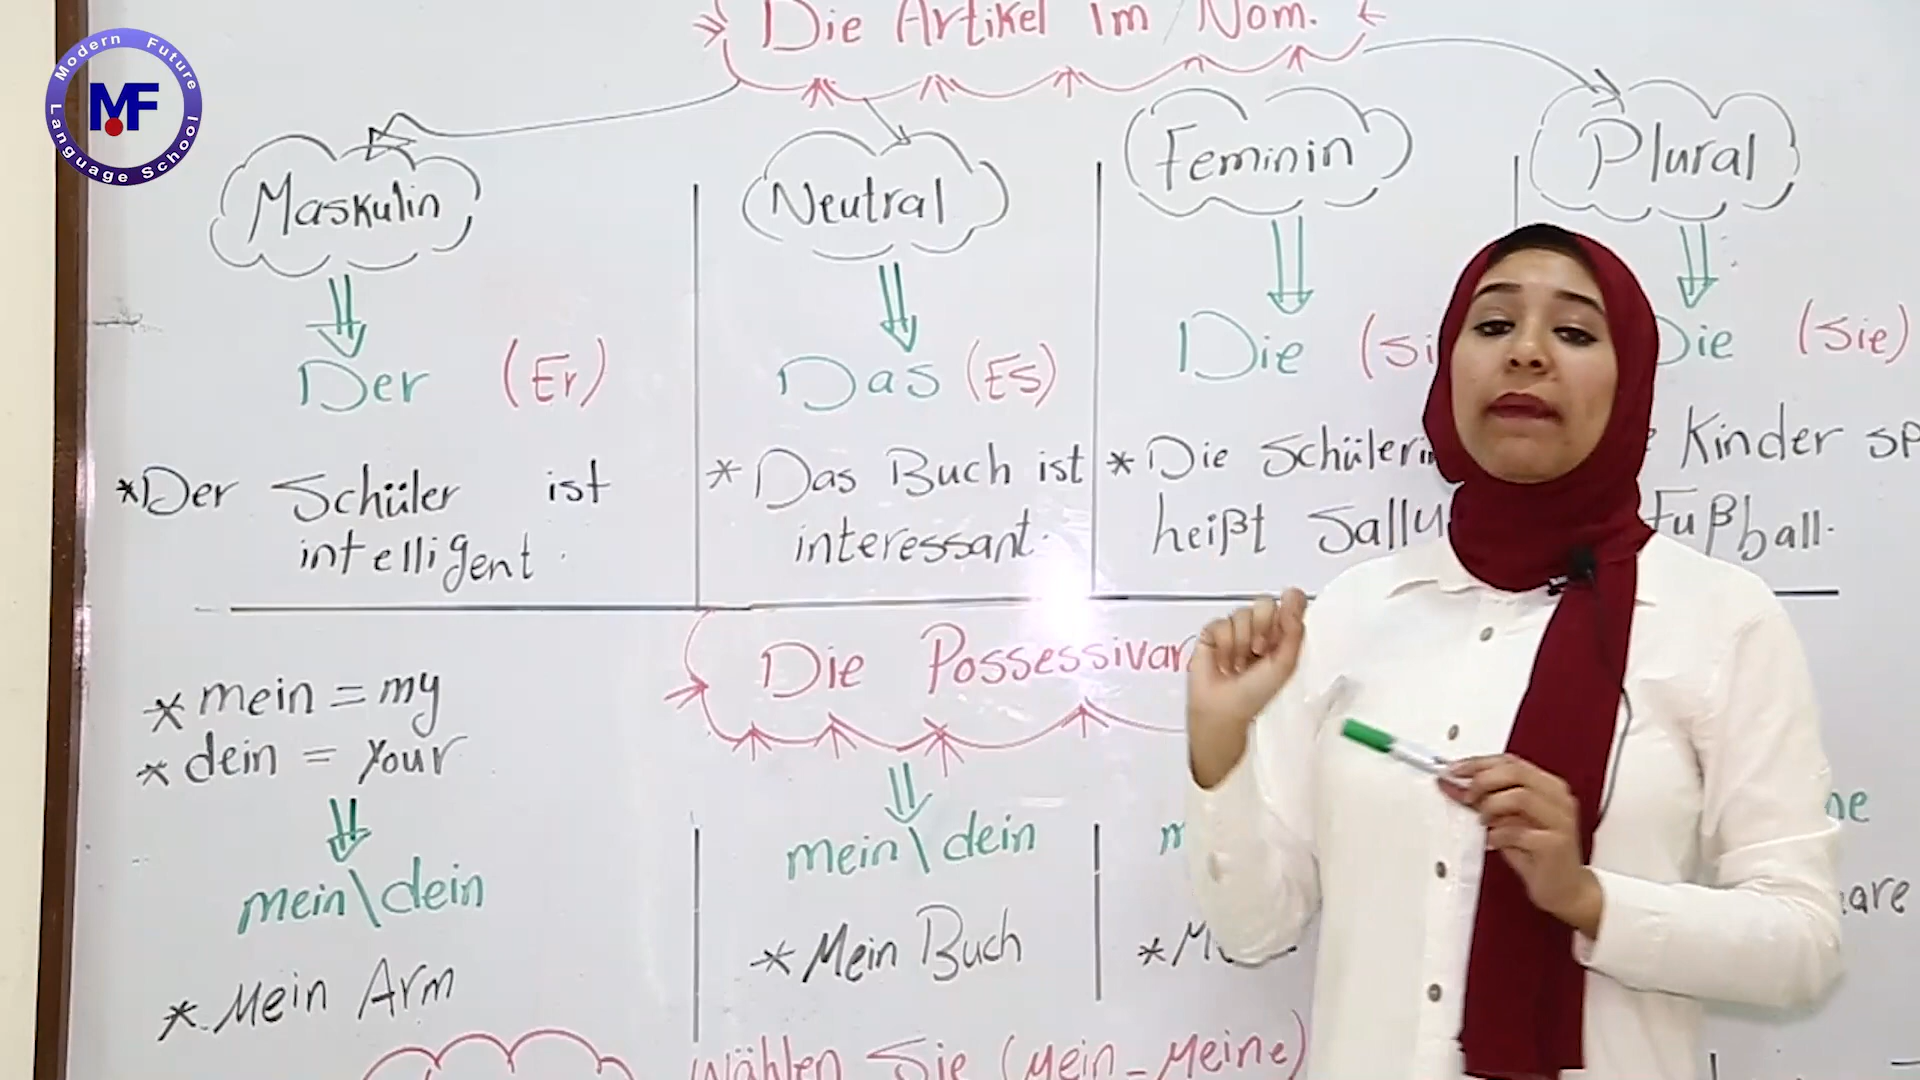 Modern Future
MF
Language School
Die Artikel im Nom.
Maskulin
Neutral
Feminin
Plural
Der (Er)
Das (Es)
Die
Die (Sie)
*Der Schüler ist
intelligent.
* Das Buch ist
interessant.
* Die
heißt Sally
Kinder
Fußball.
Die
* mein = my
* dein = your
mein\dein
* Mein Arm
mein\dein
* Mein Buch
Wählen Sie (Mein - Meine)